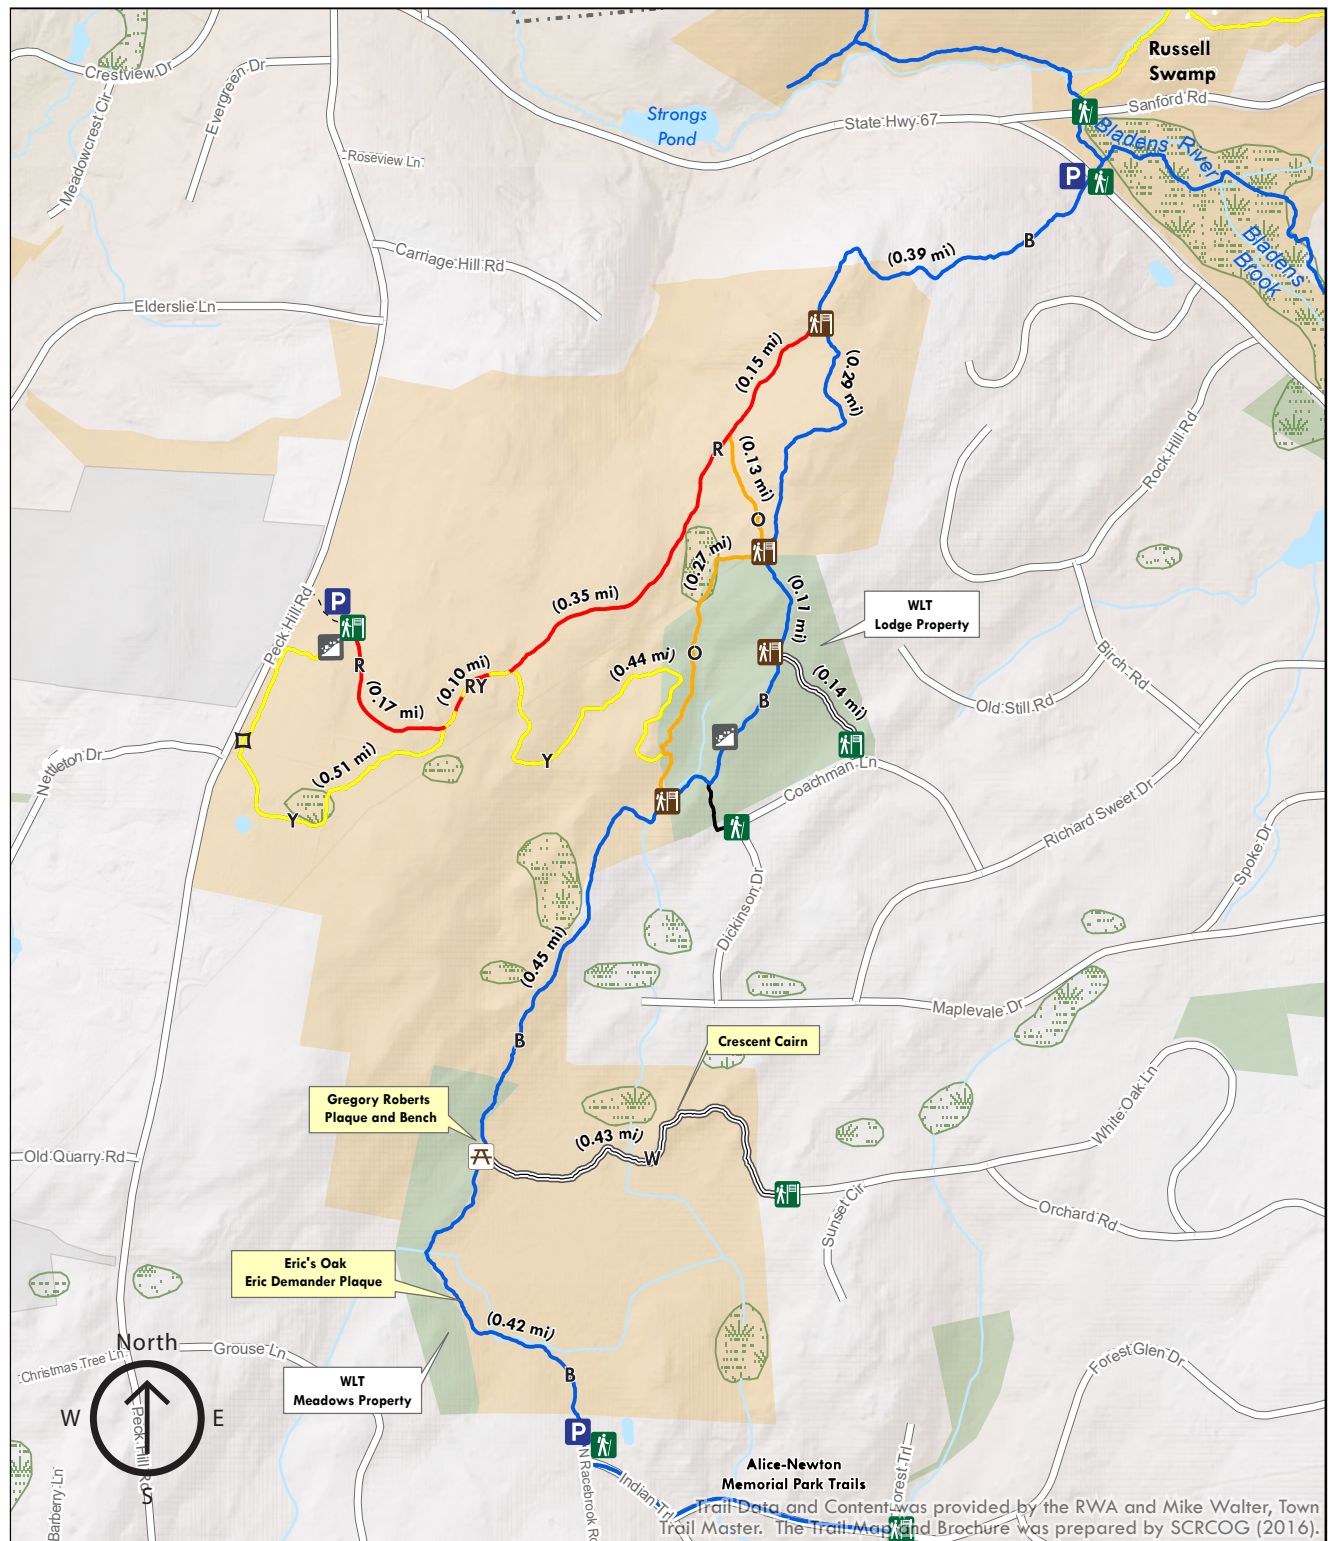 Russell
Swamp
Crestview Dr
Evergreen Dr
Meadowcrest Cir
Strongs
Pond
State Hwy 67
Sanford Rd
Bladens River
P
Roseview Ln
Carriage Hill Rd
B
(0.39 mi)
Bladens
Brook
Elderslie Ln
(0.15 mi)
(0.29 mi)
R
(0.13 mi)
Rock Hill Rd
O
(0.27 mi)
(0.35 mi)
(0.11 mi)
P
WLT
Lodge Property
Peck Hill Rd
R
(0.10 mi)
RY
(0.44 mi)
O
(0.17 mi)
B
(0.14 mi)
Old Still Rd
Birch Rd
Nettleton Dr
(0.51 mi)
Y
Y
Coachman Ln
Richard Sweet Dr
Spoke Dr
Dickinson Dr
(0.45 mi)
Maplevale Dr
B
Crescent Cairn
Gregory Roberts
Plaque and Bench
(0.43 mi)
W
White Oak Ln
Old Quarry Rd
Sunset Cir
Orchard Rd
Eric's Oak
Eric Demander Plaque
(0.42 mi)
North
W
E
S
Christmas Tree Ln
Grouse Ln
Peck Hill Rd
WLT
Meadows Property
B
Forest Glen Dr
P
N Racebrook Rd
Indian Trl
Forest Trl
Barberry Ln
Alice-Newton
Memorial Park Trails
Trail Data and Content was provided by the RWA and Mike Walter, Town
Trail Master. The Trail Map and Brochure was prepared by SCRCOG (2016).